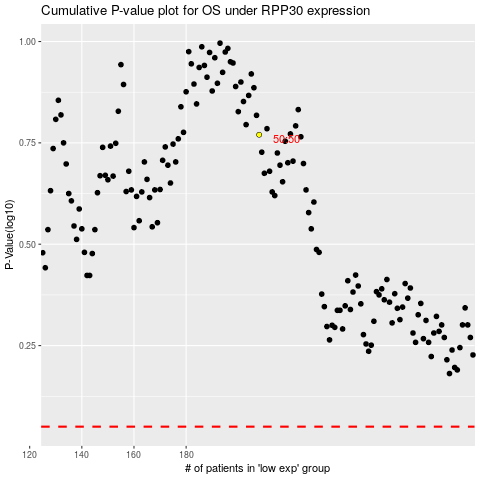 Cumulative P-value plot for OS under RPP30 expression
P-Value(log10)
1.00
0.75
0.50
0.25
50:50
120 140 160 180
# of patients in 'low exp' group